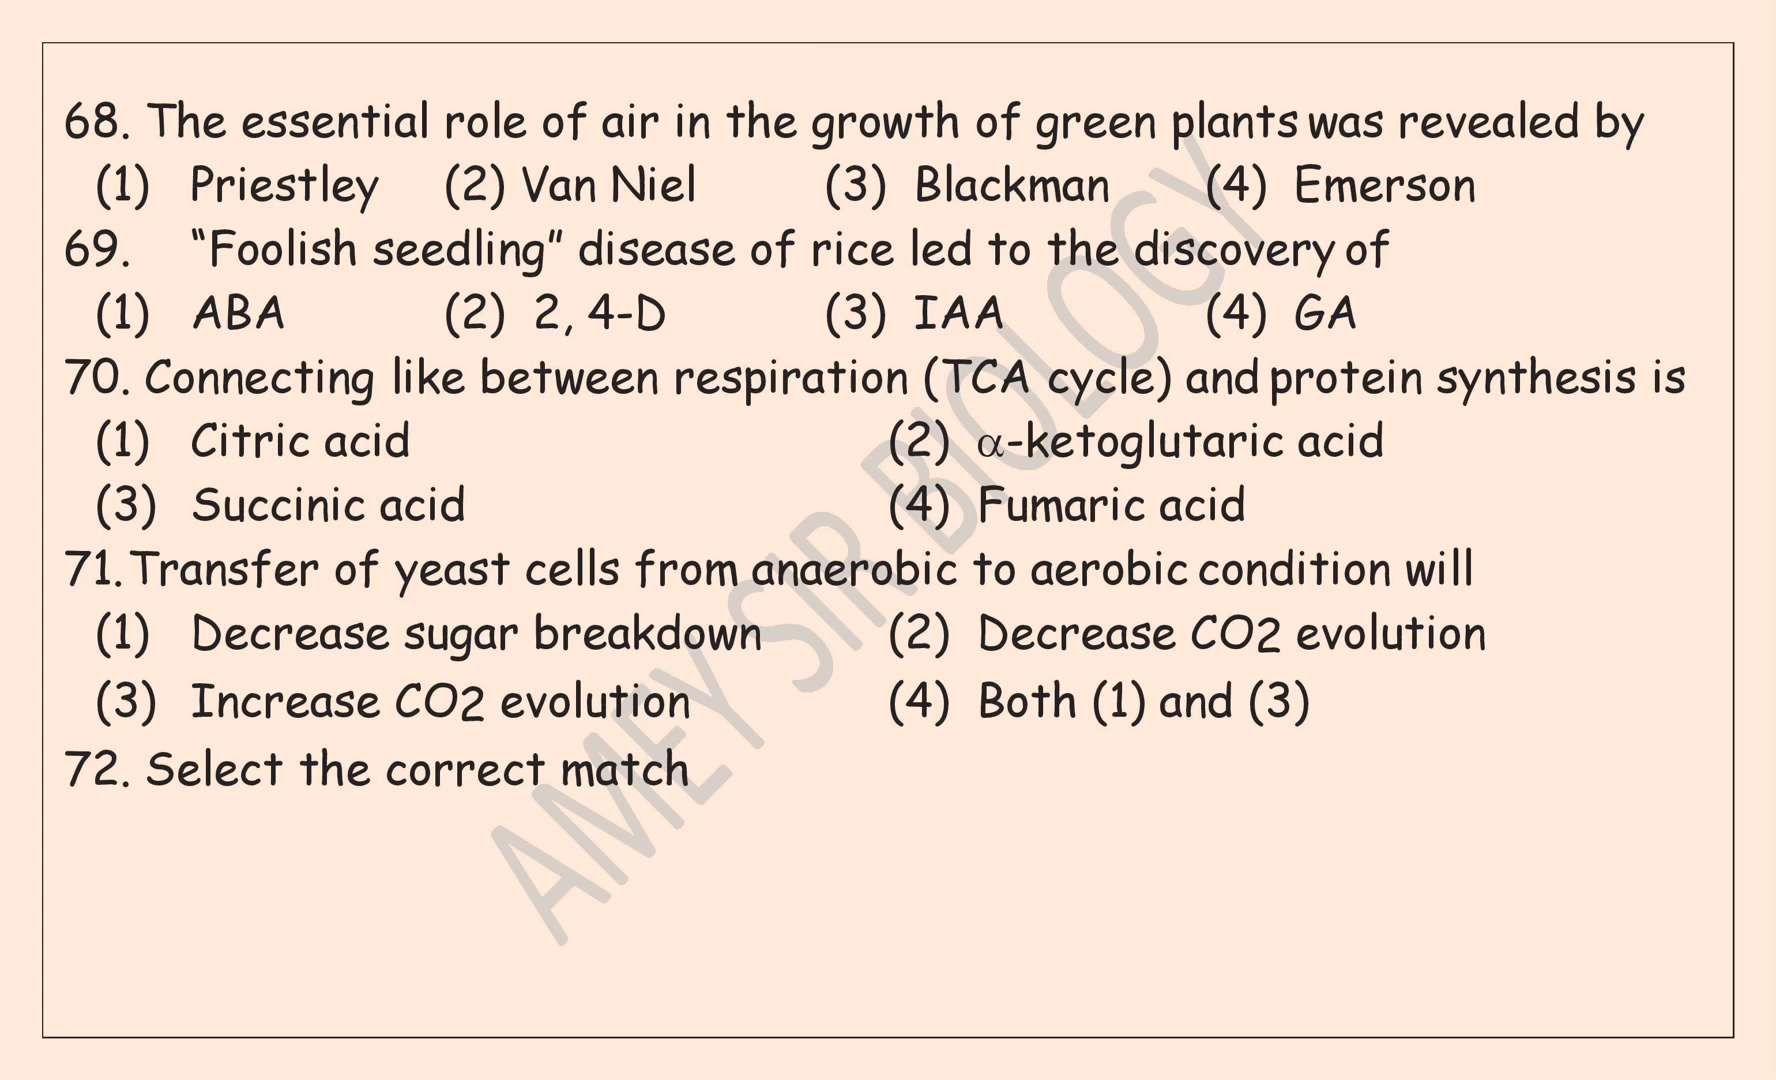 68. The essential role of air in the growth of green plants was revealed by
(1) Priestley (2) Van Niel (3) Blackman (4) Emerson
69. “Foolish seedling” disease of rice led to the discovery of
(1) ABA (2) 2, 4-D (3) IAA (4) GA
70. Connecting like between respiration (TCA cycle) and protein synthesis is
(1) Citric acid (2) α-ketoglutaric acid
(3) Succinic acid (4) Fumaric acid
71. Transfer of yeast cells from anaerobic to aerobic condition will
(1) Decrease sugar breakdown (2) Decrease CO2 evolution
(3) Increase CO2 evolution (4) Both (1) and (3)
72. Select the correct match
AMEY SIR BIOLOGY